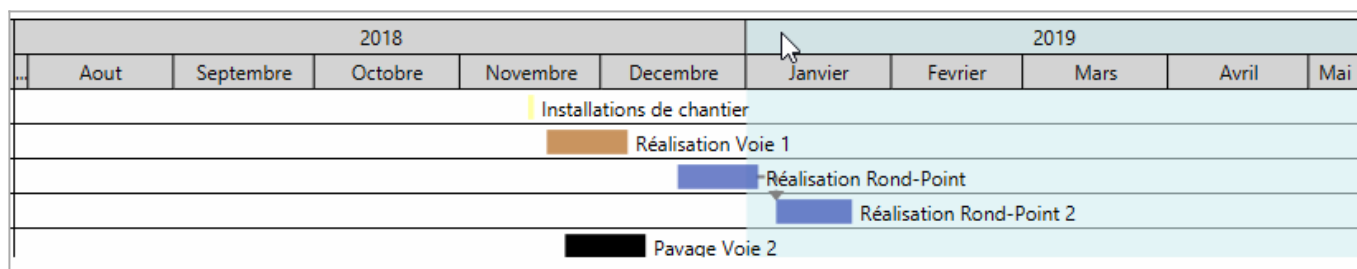 2018 2019
... Aout Septembre Octobre Novembre Decembre Janvier Fevrier Mars Avril Mai
Installations de chantier
Réalisation Voie 1
Réalisation Rond-Point
Réalisation Rond-Point 2
Pavage Voie 2